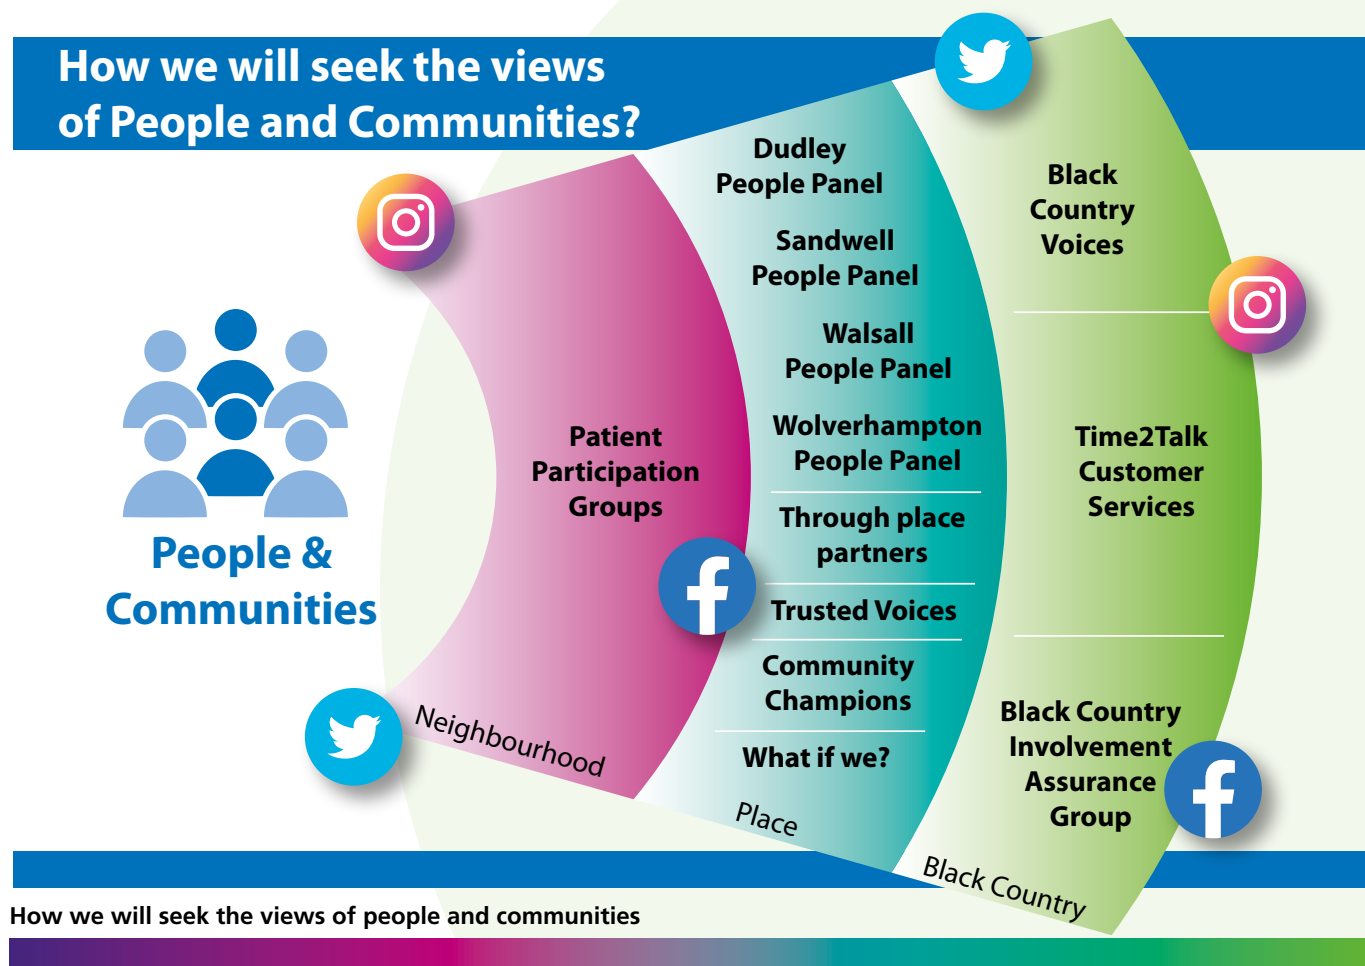 How we will seek the views
of People and Communities?
People &
Communities
Patient
Participation
Groups
Neighbourhood
Dudley
People Panel
Sandwell
People Panel
Walsall
People Panel
Wolverhampton
People Panel
Through place
partners
Trusted Voices
Community
Champions
What if we?
Place
Black
Country
Voices
Time2Talk
Customer
Services
Black Country
Involvement
Assurance
Group
Black Country
How we will seek the views of people and communities